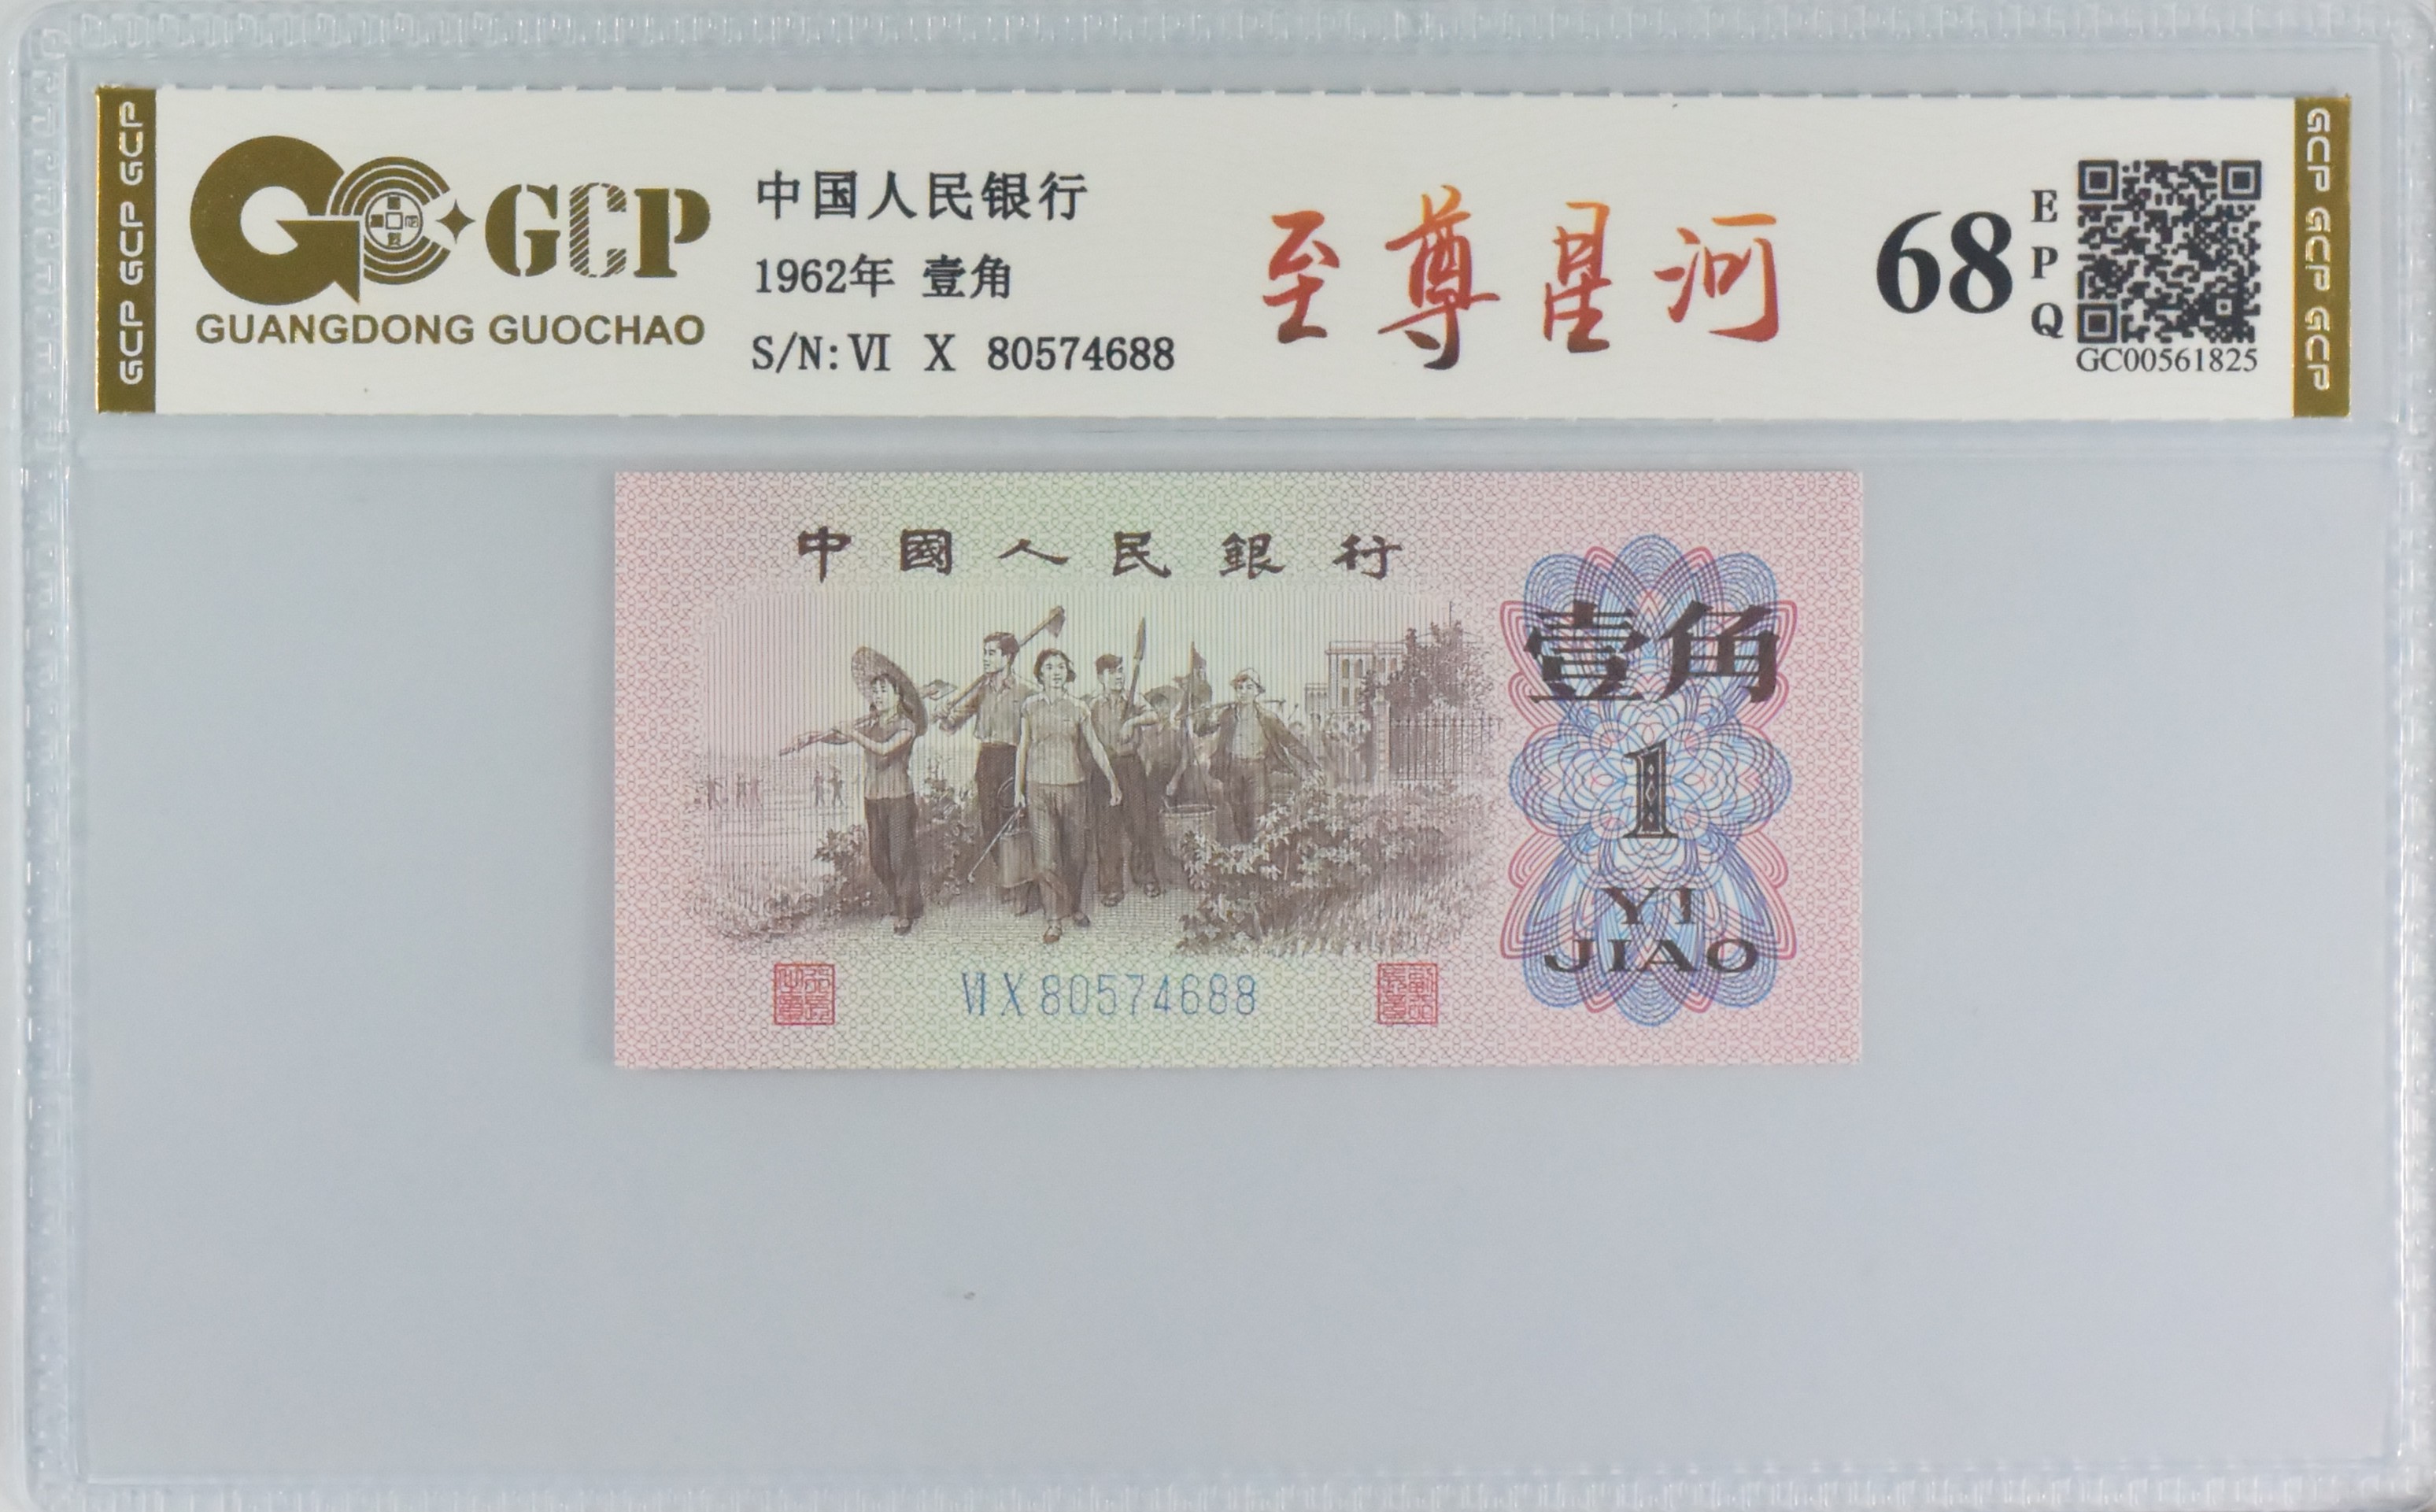 GCP GCP GCP
GCP
GUANGDONG GUOCHAO
中国人民银行
1962年 壹角
S/N: VI X 80574688
至尊星河
68
EPQ
GC00561825
GCP GCP GCP
中國人民銀行
壹角
1
YI
JIAO
VI X 80574688